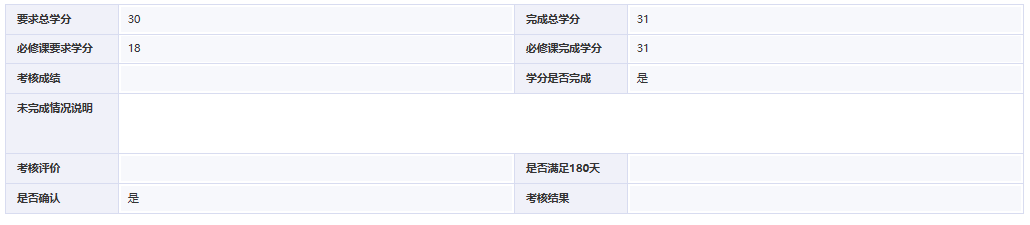 要求总学分 30 完成总学分 31
必修课要求学分 18 必修课完成学分 31
考核成绩 学分是否完成 是
未完成情况说明
考核评价 是否满足180天
是否确认 是 考核结果